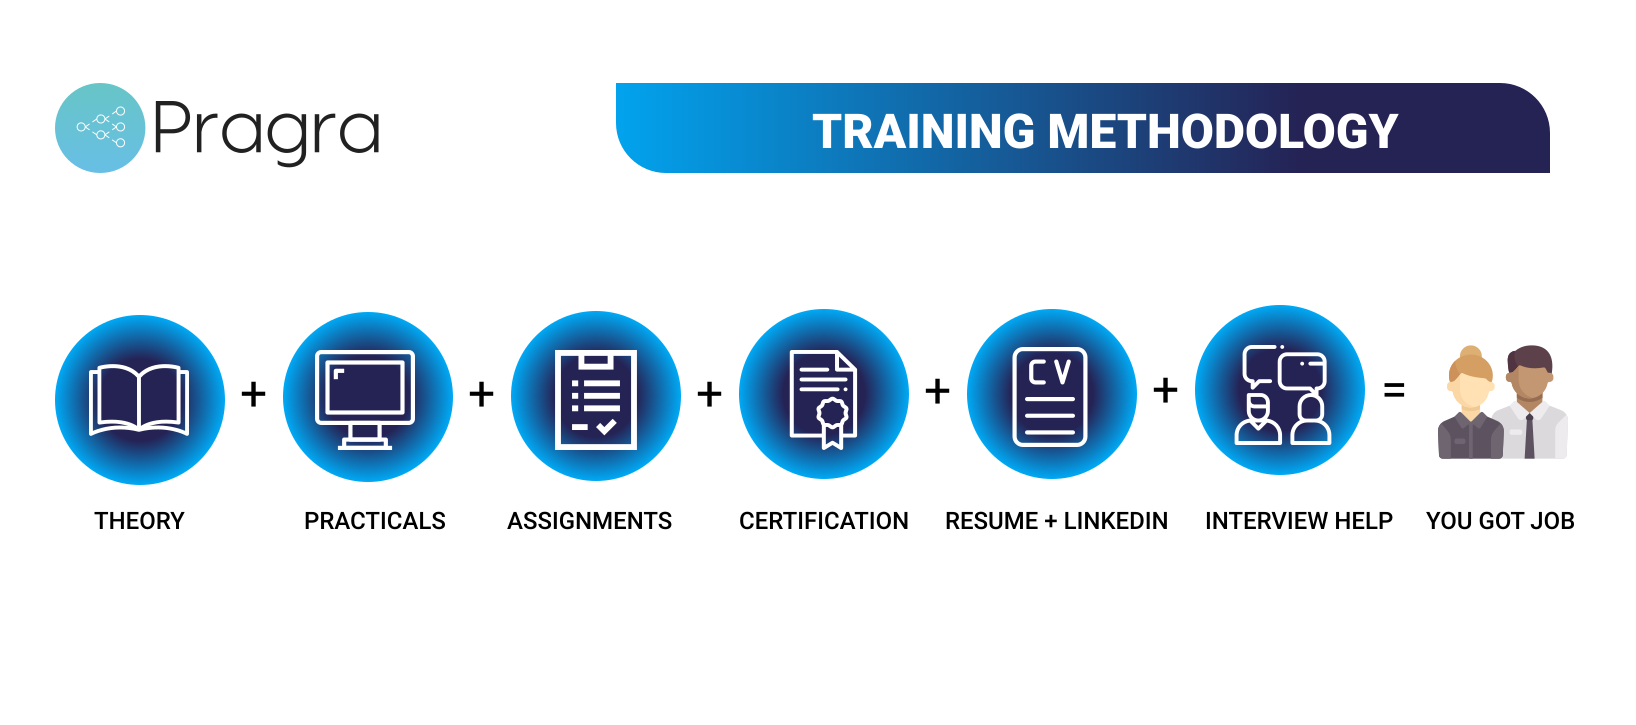 Pragra
TRAINING METHODOLOGY
+ + + + + =
CV
THEORY
PRACTICALS
ASSIGNMENTS
CERTIFICATION
RESUME + LINKEDIN
INTERVIEW HELP
YOU GOT JOB